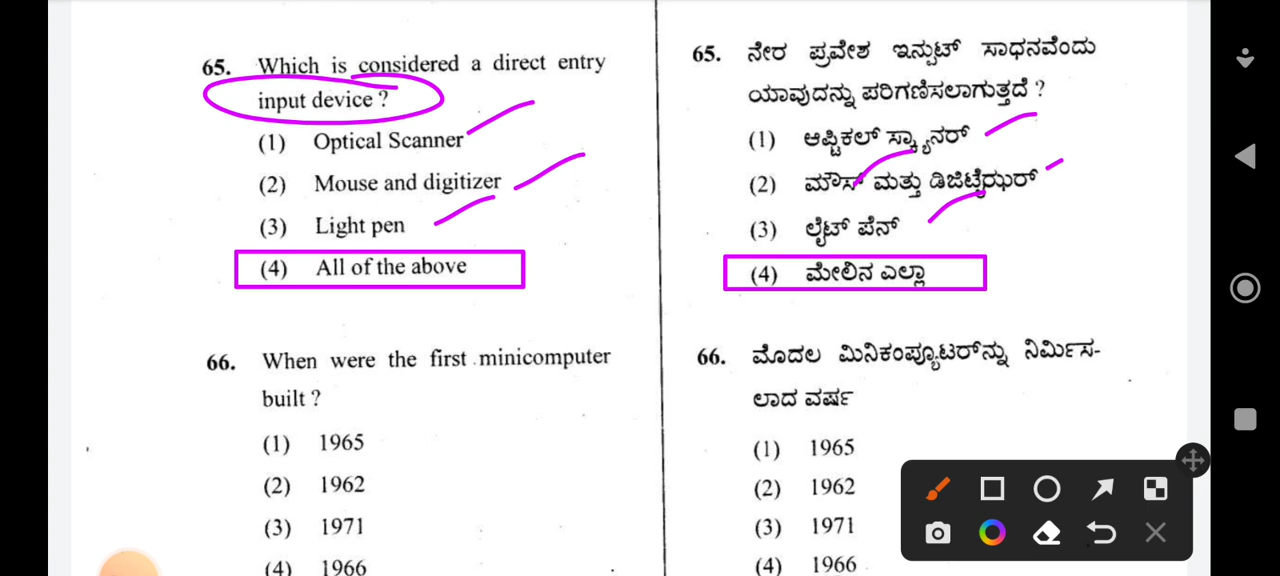 65. Which is considered a direct entry
input device ?
(1) Optical Scanner
(2) Mouse and digitizer
(3) Light pen
(4) All of the above
66. When were the first minicomputer
built ?
(1) 1965
(2) 1962
(3) 1971
(4) 1966
65. ನೇರ ಪ್ರವೇಶ ಇನ್ಪುಟ್ ಸಾಧನವೆಂದು
ಯಾವುದನ್ನು ಪರಿಗಣಿಸಲಾಗುತ್ತದೆ ?
(1) ಆಪ್ಟಿಕಲ್ ಸ್ಕ್ಯಾನರ್
(2) ಮೌಸ್ ಮತ್ತು ಡಿಜಿಟೈಝರ್
(3) ಲೈಟ್ ಪೆನ್
(4) ಮೇಲಿನ ಎಲ್ಲಾ
66. ಮೊದಲ ಮಿನಿಕಂಪ್ಯೂಟರ್‌ನ್ನು ನಿರ್ಮಿಸ-
ಲಾದ ವರ್ಷ
(1) 1965
(2) 1962
(3) 1971
(4) 1966